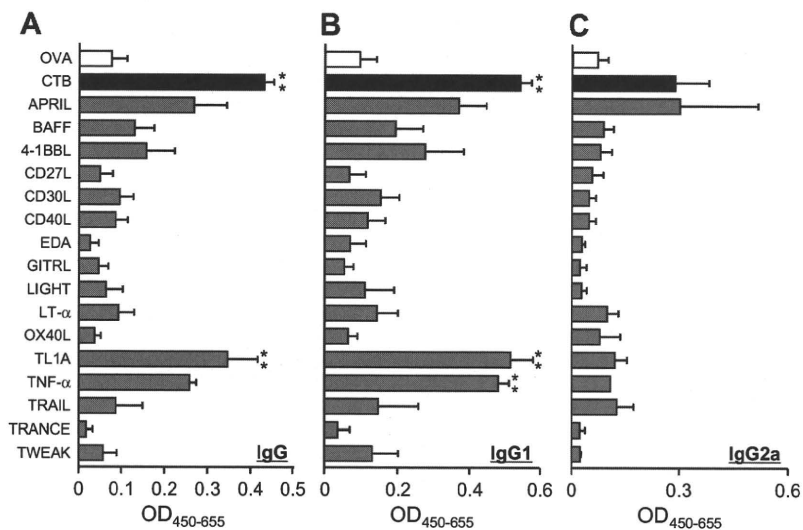 A B C
OVA
CTB ** ** 
APRIL
BAFF
4-1BBL
CD27L
CD30L
CD40L
EDA
GITRL
LIGHT
LT-α
OX40L
TL1A ** **
TNF-α **
TRAIL
TRANCE
TWEAK
IgG IgG1 IgG2a
0 0.1 0.2 0.3 0.4 0.5 0 0.2 0.4 0.6 0 0.3 0.6
OD450-655 OD450-655 OD450-655